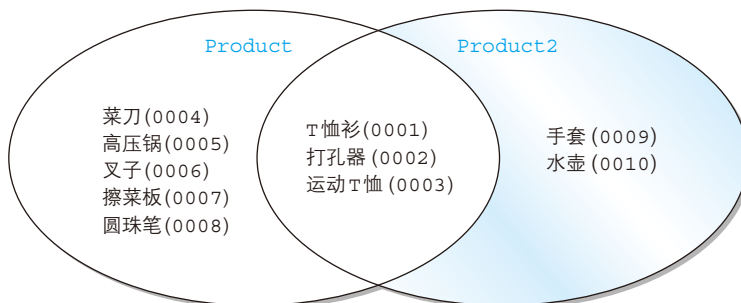 Product
Product2
菜刀(0004)
高压锅(0005)
叉子(0006)
擦菜板(0007)
圆珠笔(0008)
T恤衫(0001)
打孔器(0002)
运动T恤(0003)
手套(0009)
水壶(0010)